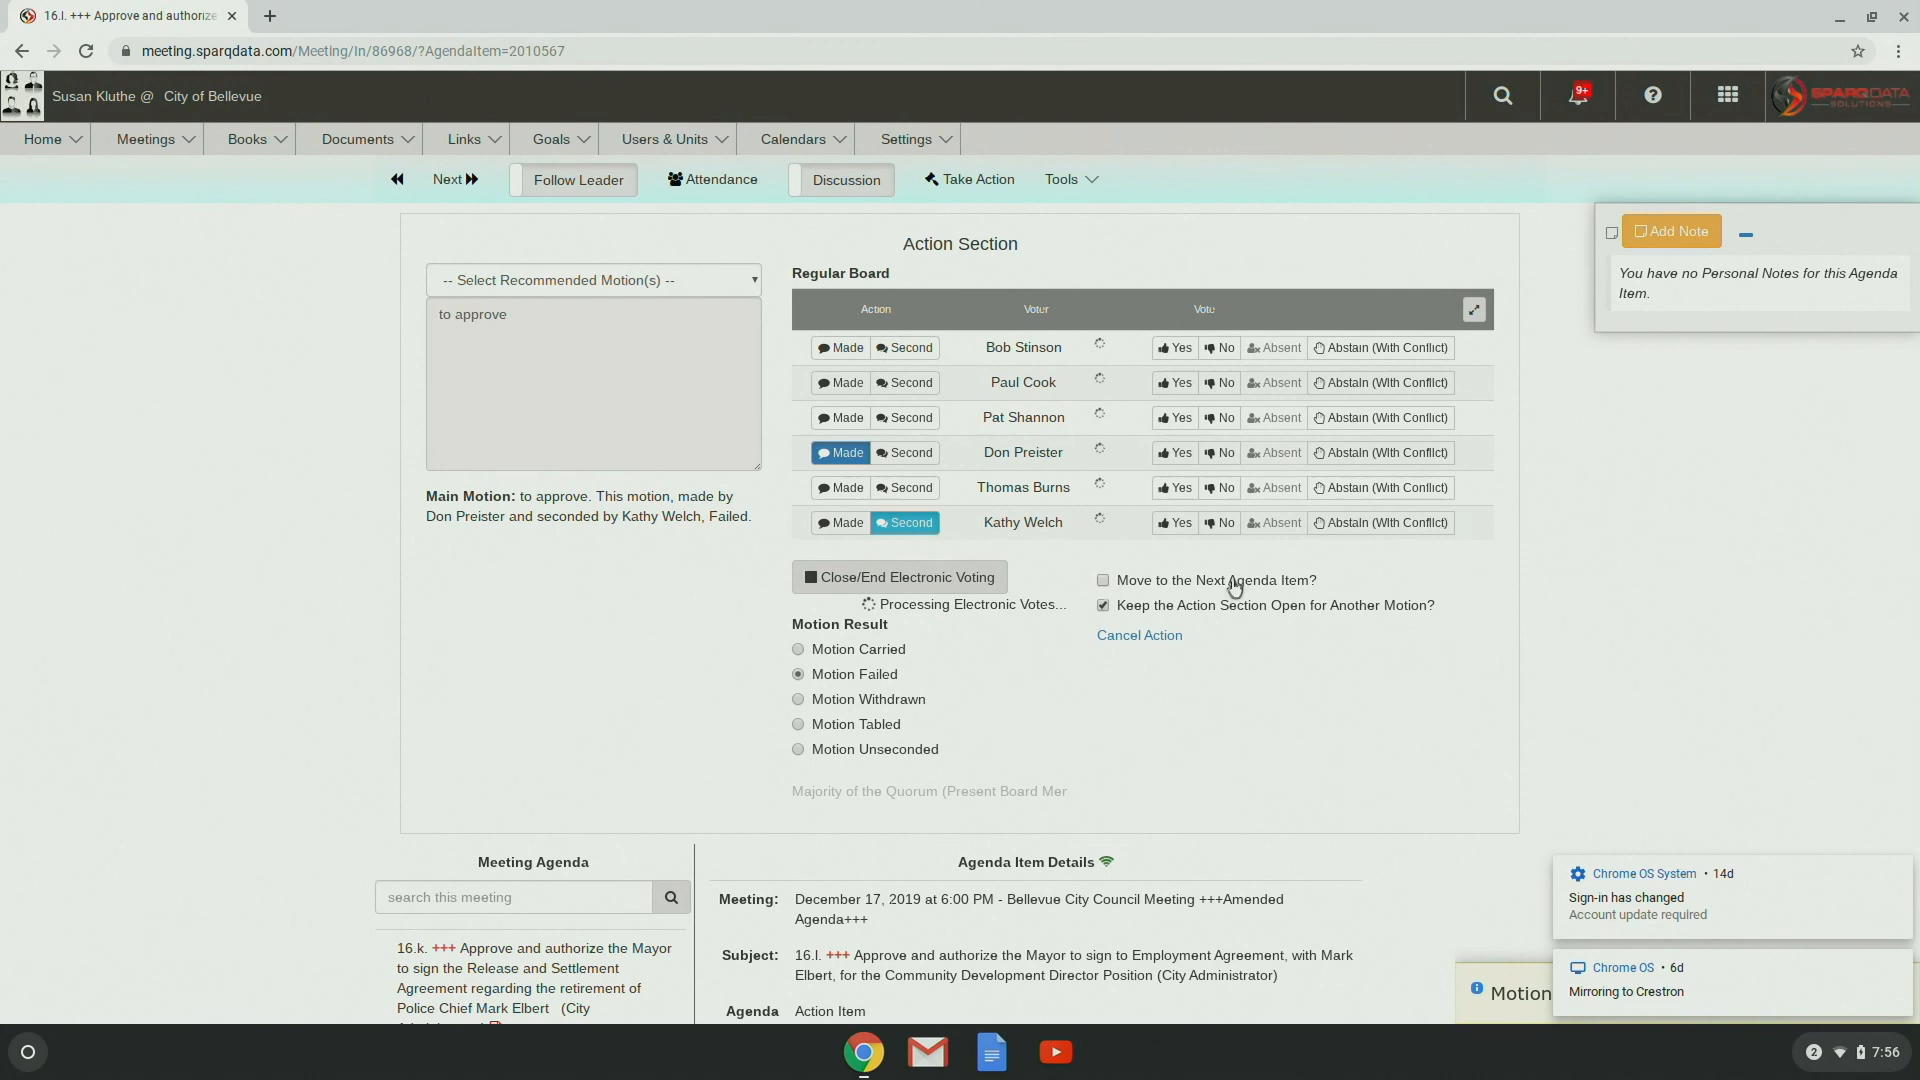 16.l. +++ Approve and authorize
meeting.sparqdata.com/Meeting/In/86968/?AgendaItem=2010567
Susan Kluthe @ City of Bellevue
9+
SPARQDATA
SOLUTIONS
Home
Meetings
Books
Documents
Links
Goals
Users & Units
Calendars
Settings
Next
Follow Leader
Attendance
Discussion
Take Action
Tools
Add Note
You have no Personal Notes for this Agenda
Item.
Action Section
-- Select Recommended Motion(s) --
to approve
Main Motion: to approve. This motion, made by
Don Preister and seconded by Kathy Welch, Failed.
Regular Board
Action Voter Vote
Made Second Bob Stinson Yes No Absent Abstain (With Conflict)
Made Second Paul Cook Yes No Absent Abstain (With Conflict)
Made Second Pat Shannon Yes No Absent Abstain (With Conflict)
Made Second Don Preister Yes No Absent Abstain (With Conflict)
Made Second Thomas Burns Yes No Absent Abstain (With Conflict)
Made Second Kathy Welch Yes No Absent Abstain (With Conflict)
Close/End Electronic Voting
Processing Electronic Votes...
Move to the Next Agenda Item?
Keep the Action Section Open for Another Motion?
Cancel Action
Motion Result
Motion Carried
Motion Failed
Motion Withdrawn
Motion Tabled
Motion Unseconded
Majority of the Quorum (Present Board Mer
Meeting Agenda
search this meeting
16.k. +++ Approve and authorize the Mayor
to sign the Release and Settlement
Agreement regarding the retirement of
Police Chief Mark Elbert (City
Agenda Item Details
Meeting: December 17, 2019 at 6:00 PM - Bellevue City Council Meeting +++Amended
Agenda+++
Subject: 16.l. +++ Approve and authorize the Mayor to sign to Employment Agreement, with Mark
Elbert, for the Community Development Director Position (City Administrator)
Agenda Action Item
Motion
Chrome OS System • 14d
Sign-in has changed
Account update required
Chrome OS • 6d
Mirroring to Crestron
2
7:56